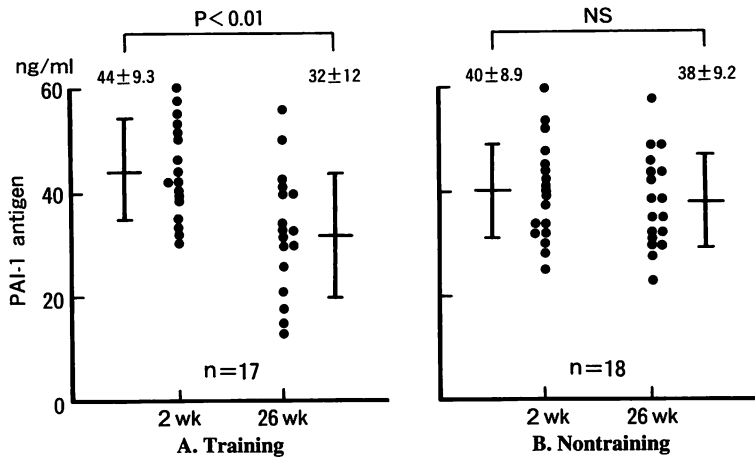 P<0.01
NS
ng/ml
44±9.3
32±12
40±8.9
38±9.2
60
40
20
0
PAI-1 antigen
n=17
n=18
2 wk
26 wk
2 wk
26 wk
A. Training
B. Nontraining